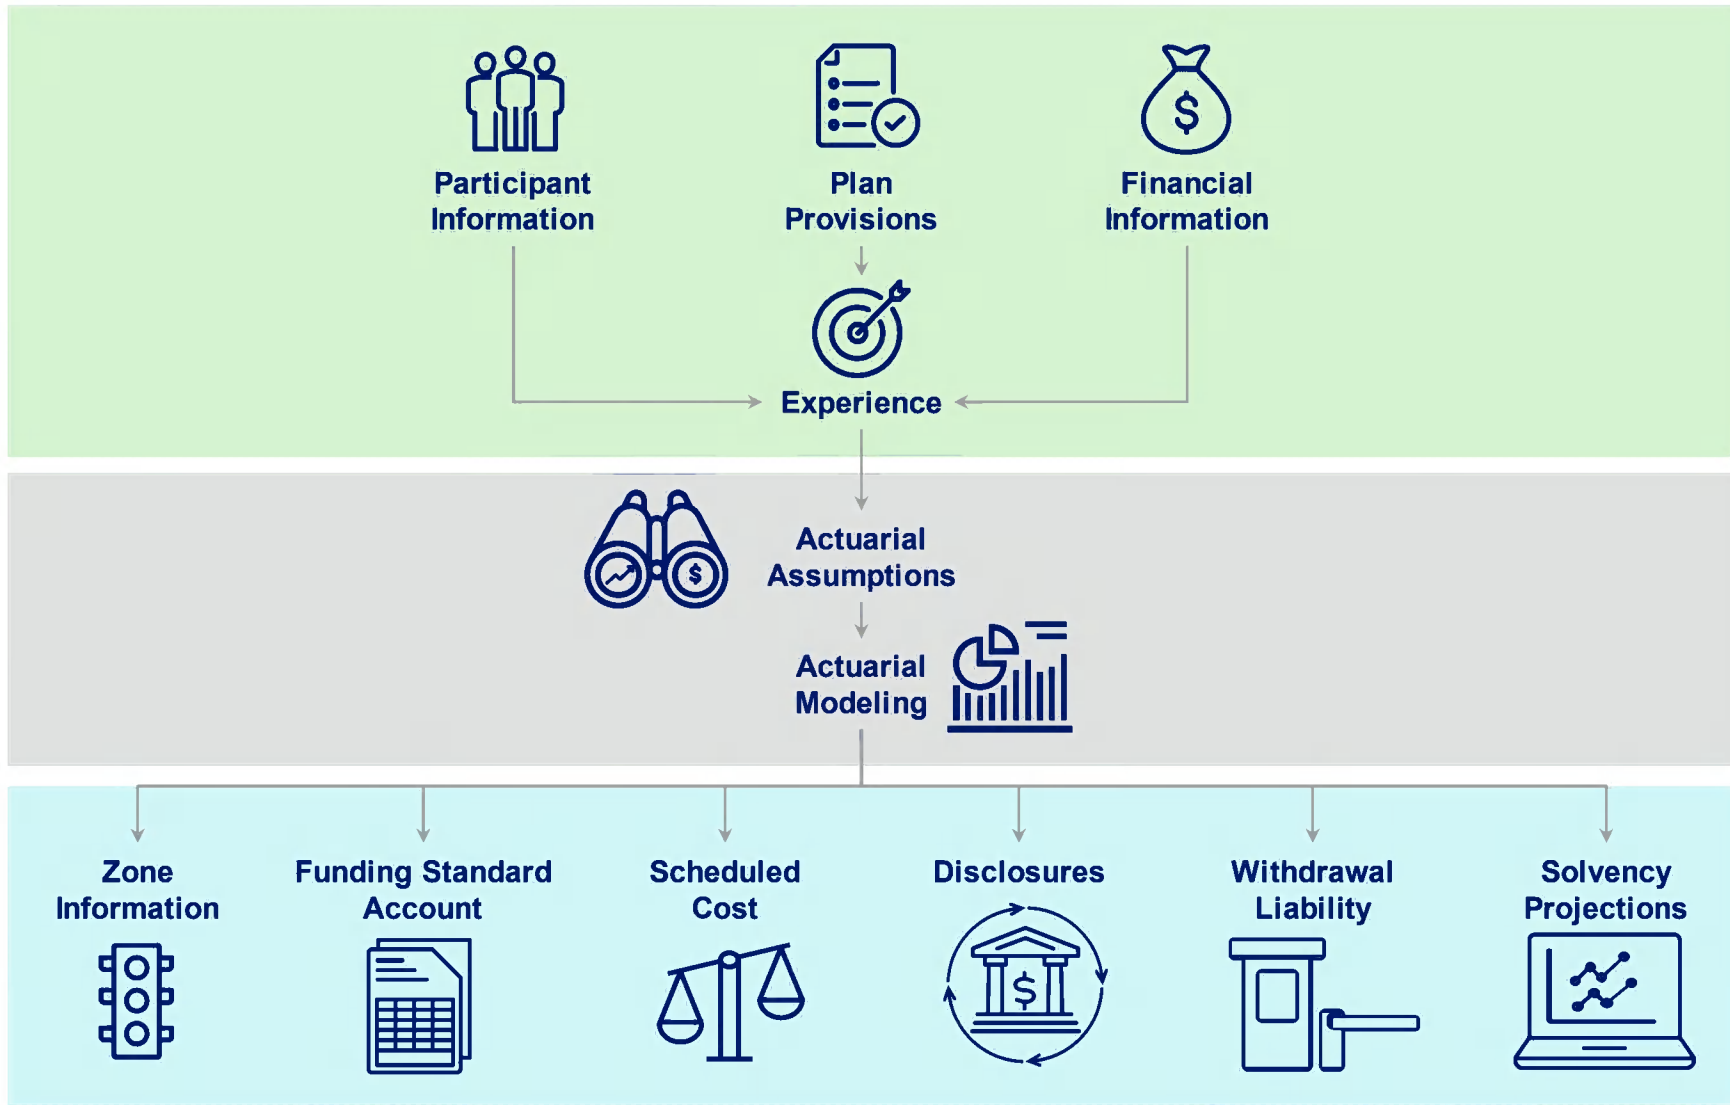 $
Participant
Information
Plan
Provisions
Financial
Information
Experience
$
Actuarial
Assumptions
Actuarial
Modeling
Zone
Information
Funding Standard
Account
Scheduled
Cost
Disclosures
$
Withdrawal
Liability
Solvency
Projections